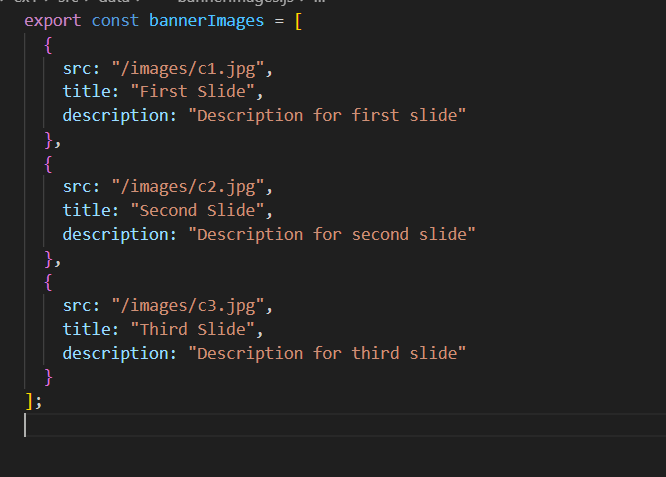 export const bannerImages = [
  {
    src: "/images/c1.jpg",
    title: "First Slide",
    description: "Description for first slide"
  },
  {
    src: "/images/c2.jpg",
    title: "Second Slide",
    description: "Description for second slide"
  },
  {
    src: "/images/c3.jpg",
    title: "Third Slide",
    description: "Description for third slide"
  }
];